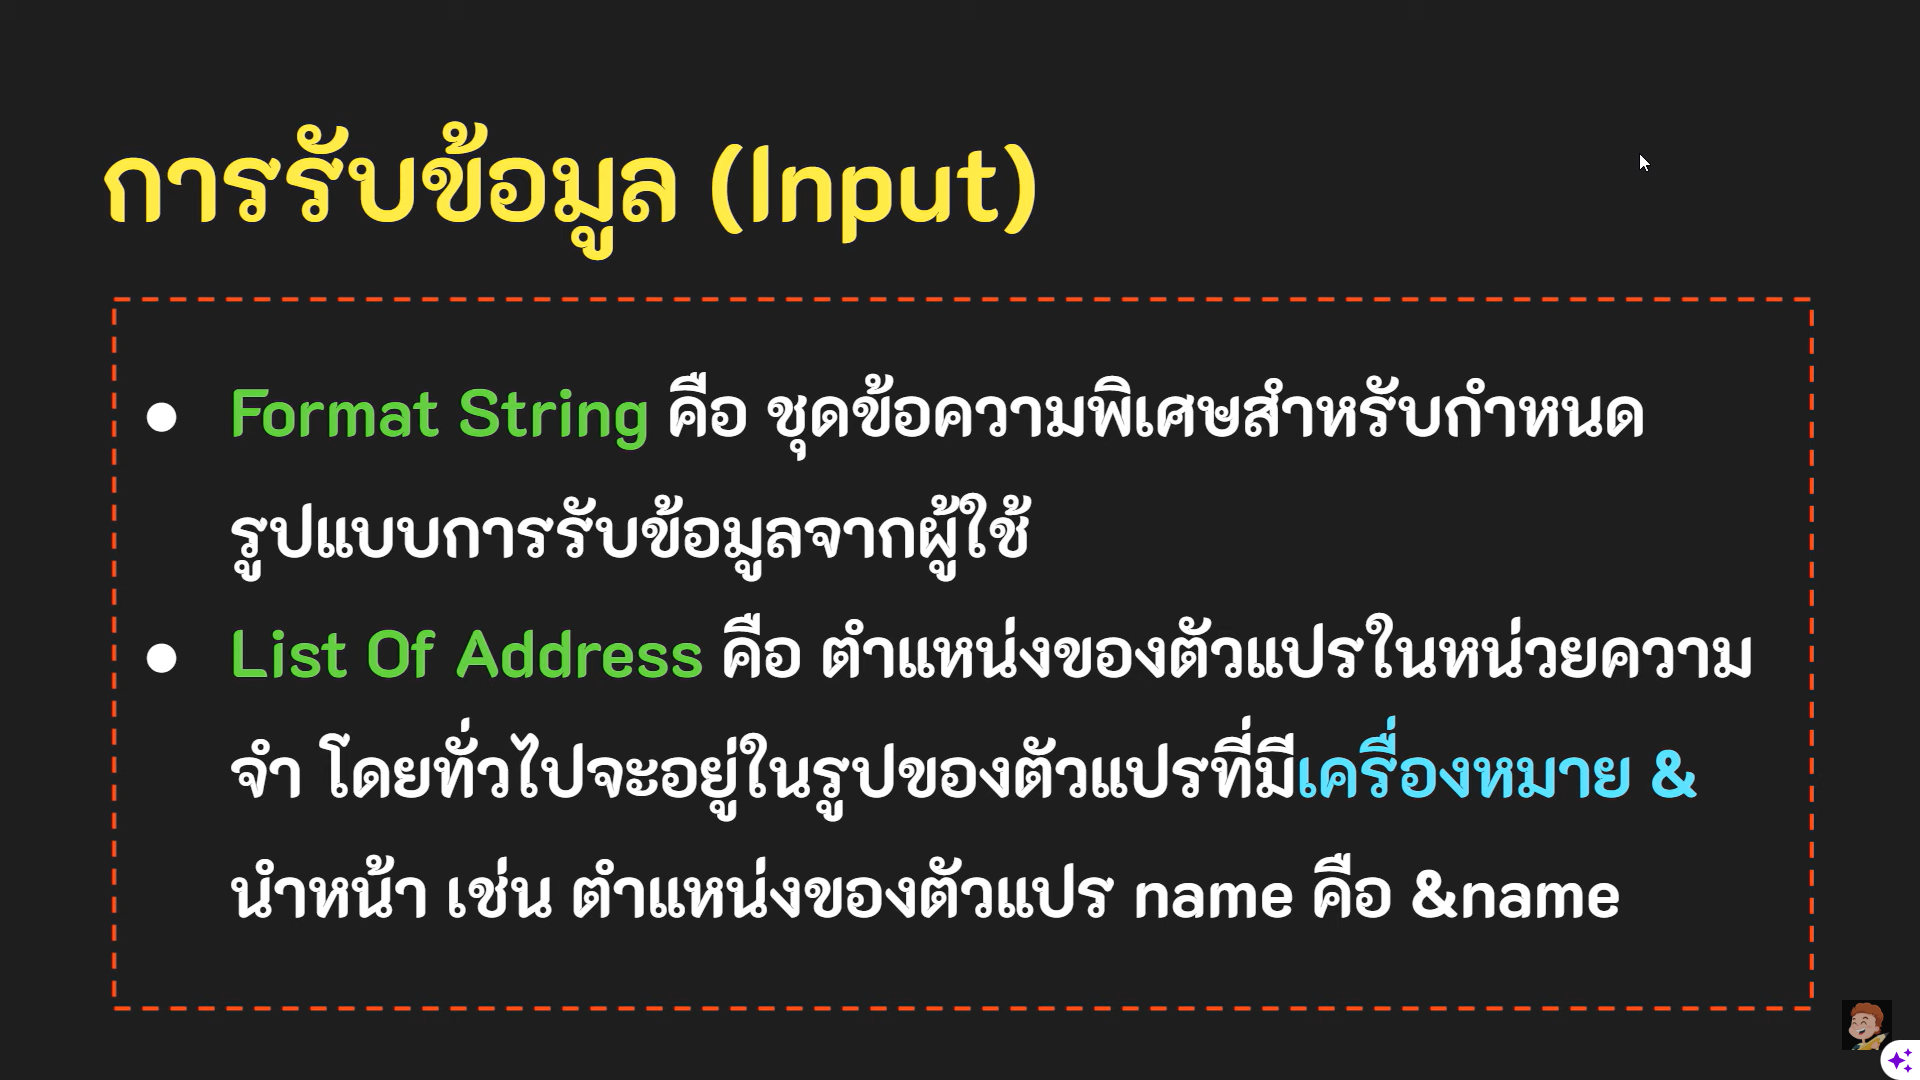 การรับข้อมูล (Input)
● Format String คือ ชุดข้อความพิเศษสำหรับกำหนด
รูปแบบการรับข้อมูลจากผู้ใช้
● List Of Address คือ ตำแหน่งของตัวแปรในหน่วยความ
จำ โดยทั่วไปจะอยู่ในรูปของตัวแปรที่มีเครื่องหมาย &
นำหน้า เช่น ตำแหน่งของตัวแปร name คือ &name